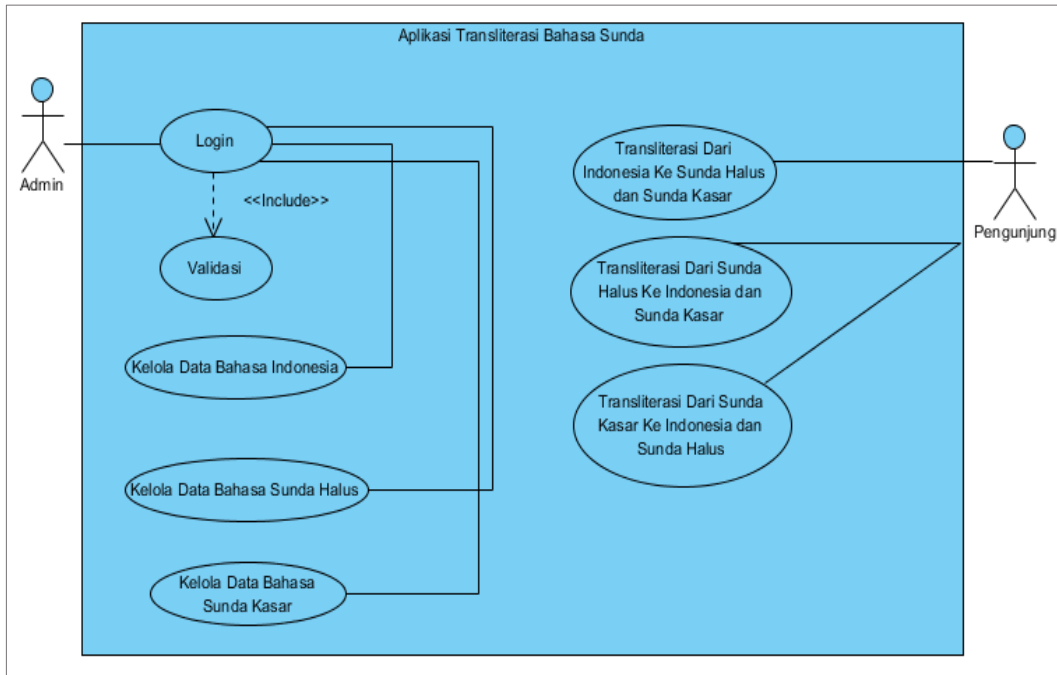 Aplikasi Transliterasi Bahasa Sunda
Admin
Login
<<Include>>
Validasi
Kelola Data Bahasa Indonesia
Kelola Data Bahasa Sunda Halus
Kelola Data Bahasa
Sunda Kasar
Transliterasi Dari
Indonesia Ke Sunda Halus
dan Sunda Kasar
Transliterasi Dari Sunda
Halus Ke Indonesia dan
Sunda Kasar
Transliterasi Dari Sunda
Kasar Ke Indonesia dan
Sunda Halus
Pengunjung